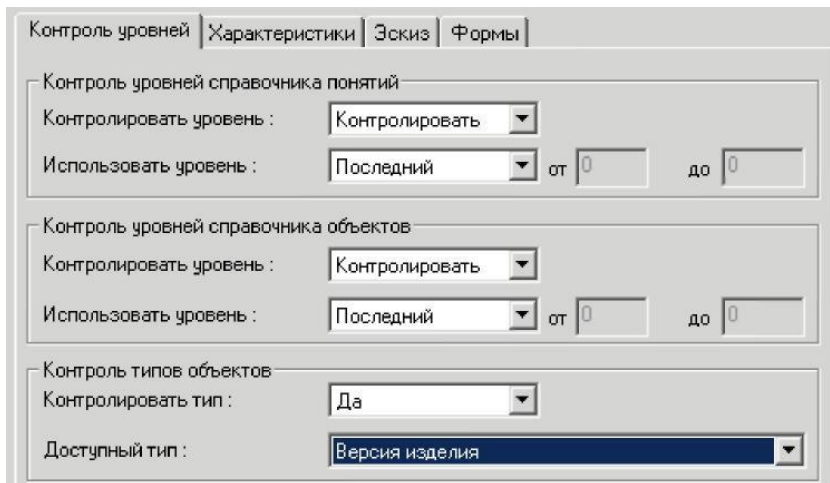 Контроль уровней Характеристики Эскиз Формы
Контроль уровней справочника понятий
Контролировать уровень : Контролировать
Использовать уровень : Последний от 0 до 0
Контроль уровней справочника объектов
Контролировать уровень : Контролировать
Использовать уровень : Последний от 0 до 0
Контроль типов объектов
Контролировать тип : Да
Доступный тип : Версия изделия